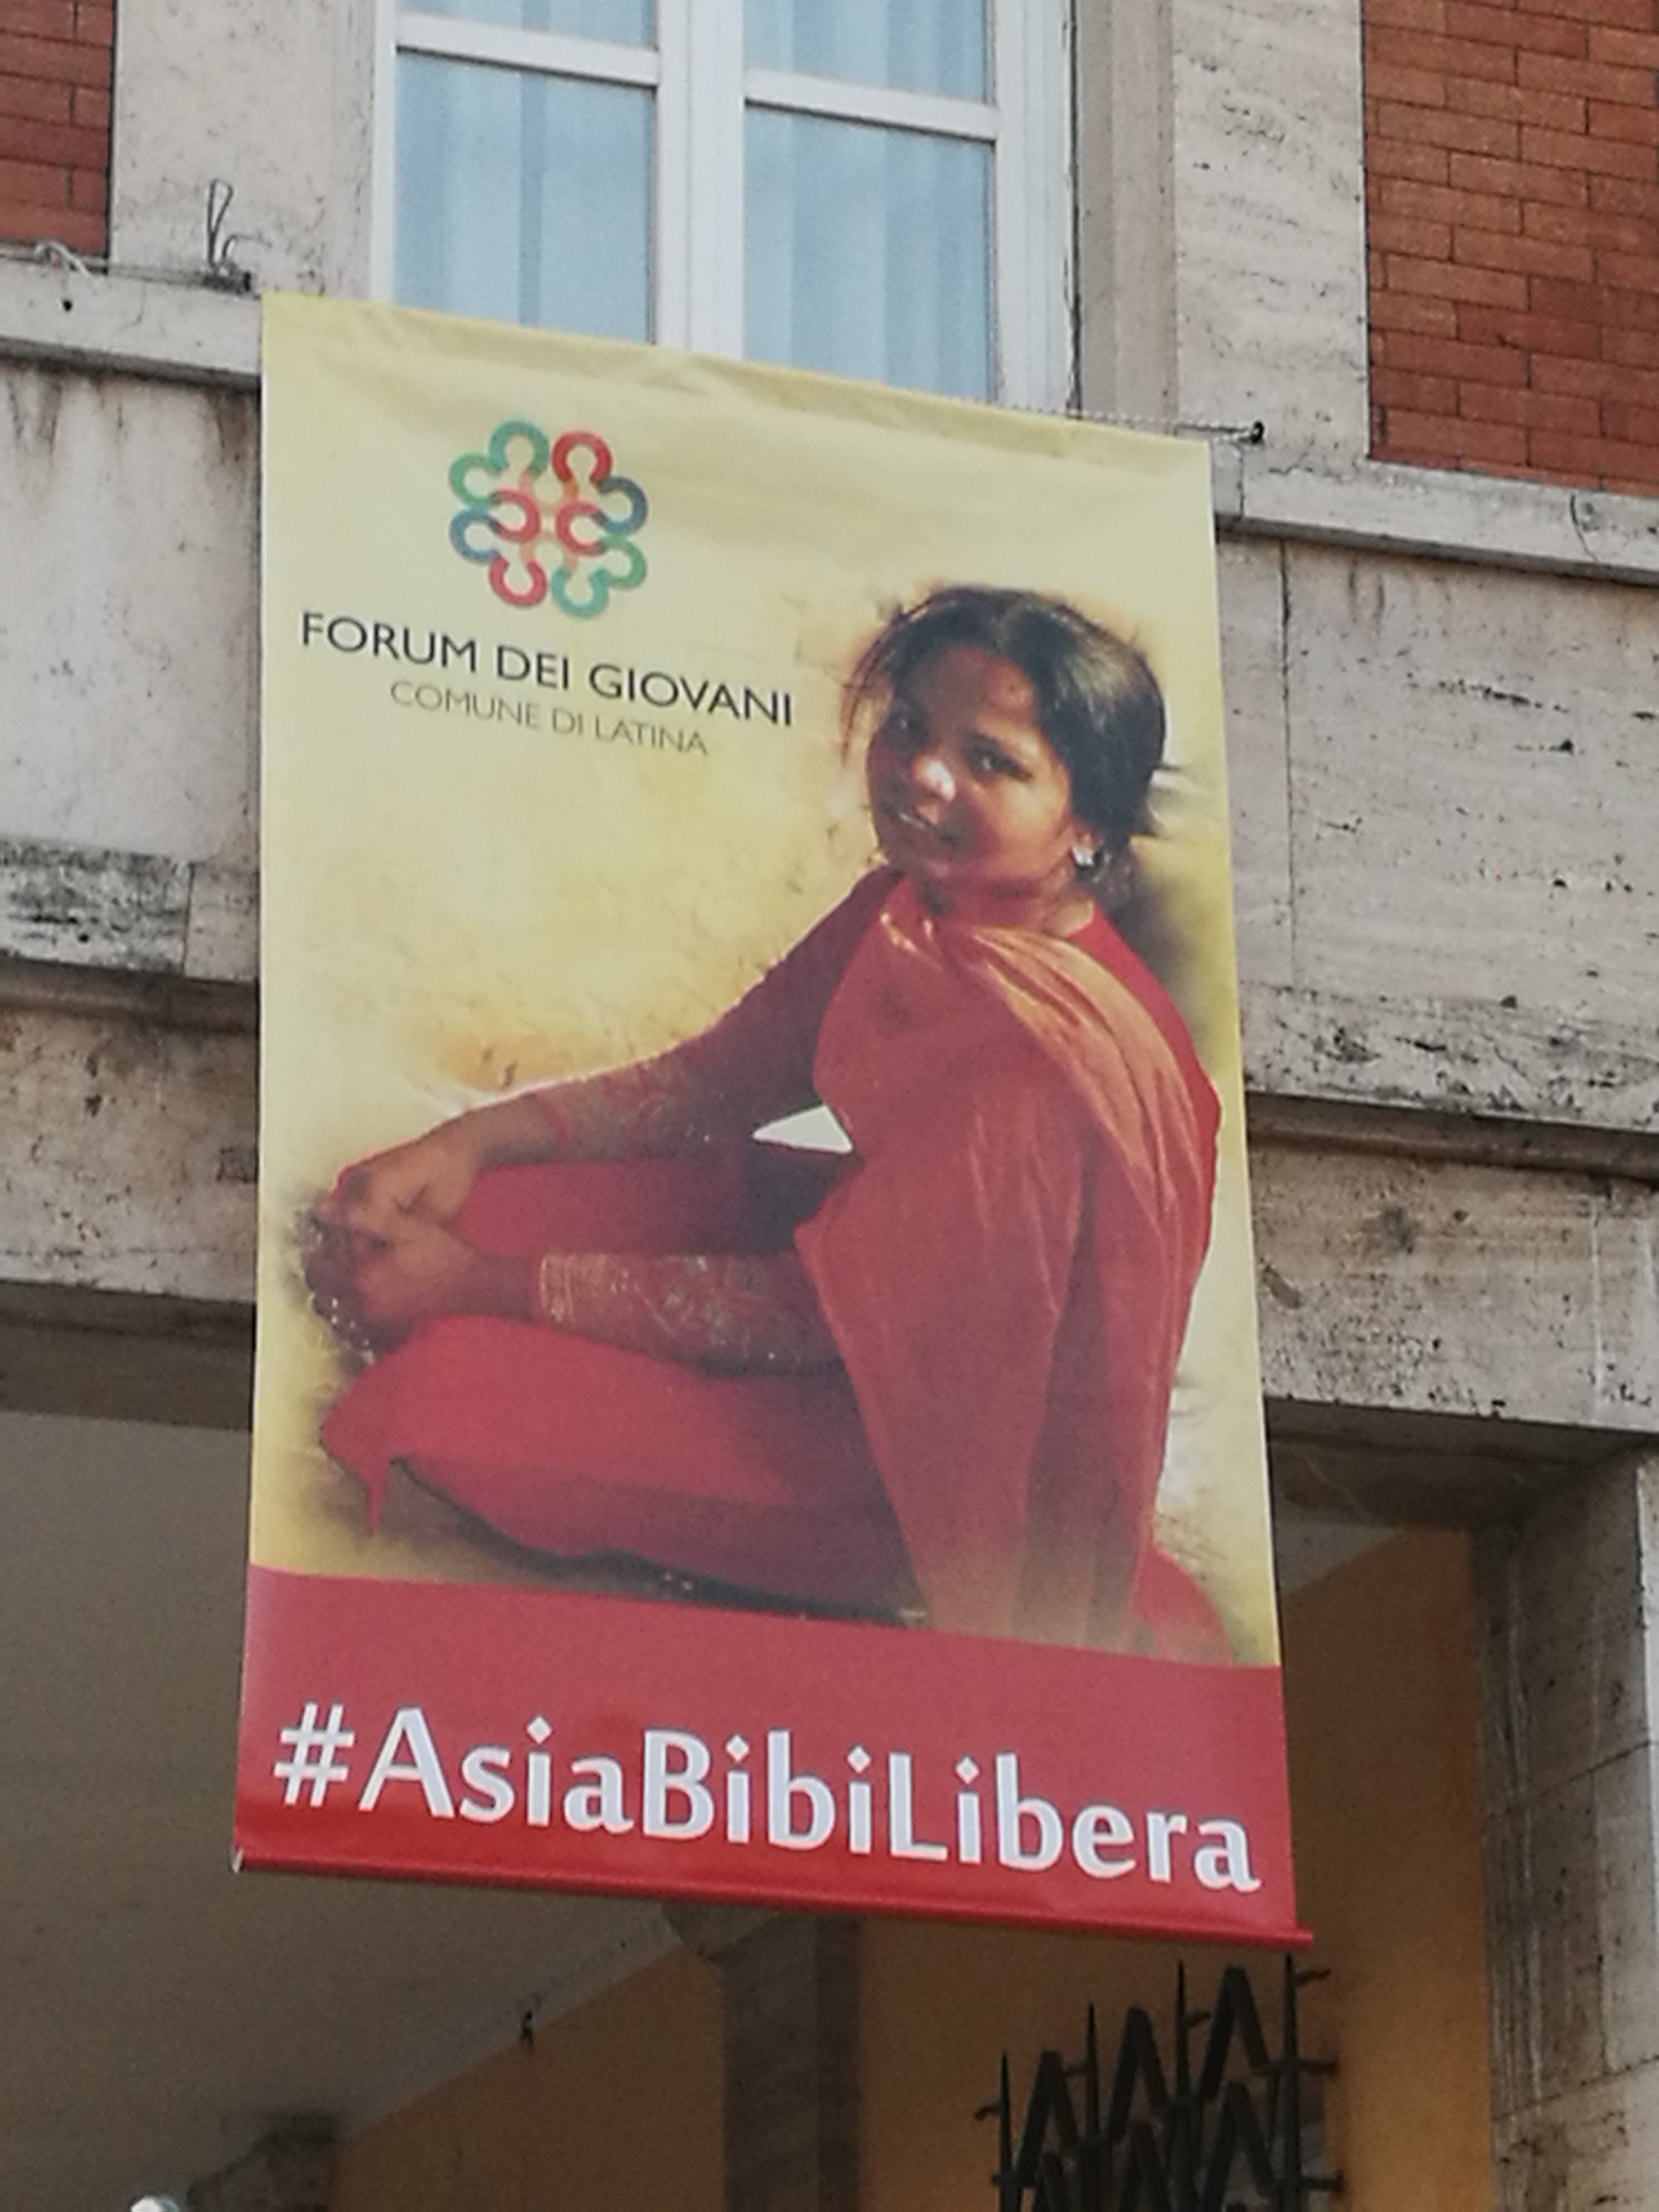 FORUM DEI GIOVANI
COMUNE DI LATINA
#AsiaBibiLibera